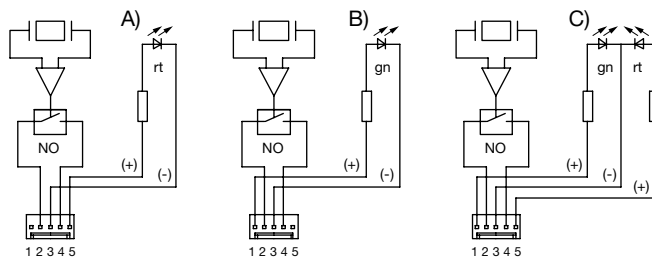 A)
rt
NO
(+)
(-)
1 2 3 4 5
B)
gn
NO
(+)
(-)
1 2 3 4 5
C)
gn
rt
NO
(+)
(-)
(+)
1 2 3 4 5